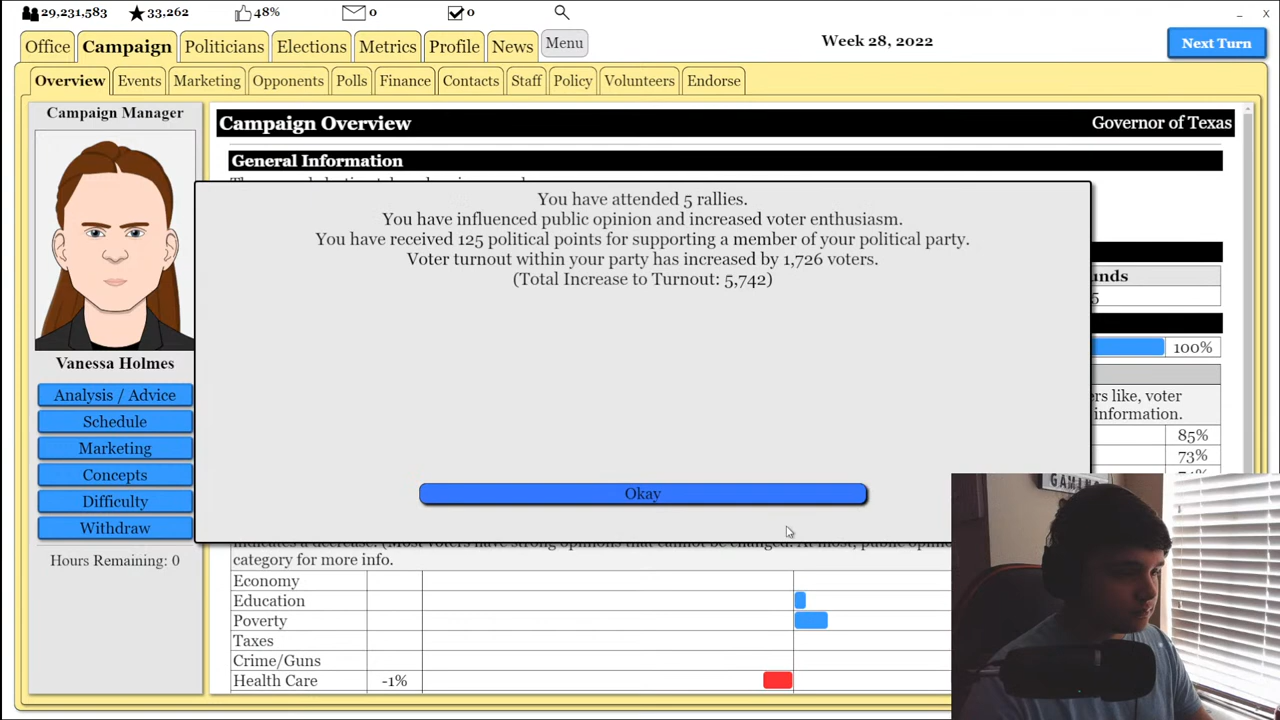 29,231,583 33,262 48% 0 0
Week 28, 2022
Next Turn
Office Campaign Politicians Elections Metrics Profile News Menu
Overview Events Marketing Opponents Polls Finance Contacts Staff Policy Volunteers Endorse
Campaign Manager
Vanessa Holmes
Analysis / Advice
Schedule
Marketing
Concepts
Difficulty
Withdraw
Hours Remaining: 0
Campaign Overview Governor of Texas
General Information
You have attended 5 rallies.
You have influenced public opinion and increased voter enthusiasm.
You have received 125 political points for supporting a member of your political party.
Voter turnout within your party has increased by 1,726 voters.
(Total Increase to Turnout: 5,742)
Okay
5
100%
like, voter
information.
85%
73%
category for more info.
Economy
Education
Poverty
Taxes
Crime/Guns
Health Care -1%
GAMING